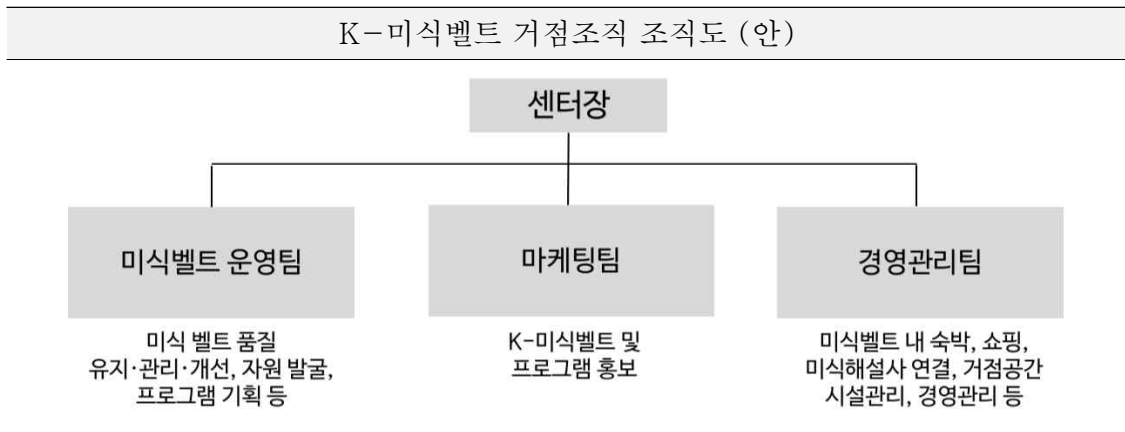 K-미식벨트 거점조직 조직도 (안)
센터장
미식벨트 운영팀
미식 벨트 품질
유지·관리·개선, 자원 발굴,
프로그램 기획 등
마케팅팀
K-미식벨트 및
프로그램 홍보
경영관리팀
미식벨트 내 숙박, 쇼핑,
미식해설사 연결, 거점공간
시설관리, 경영관리 등